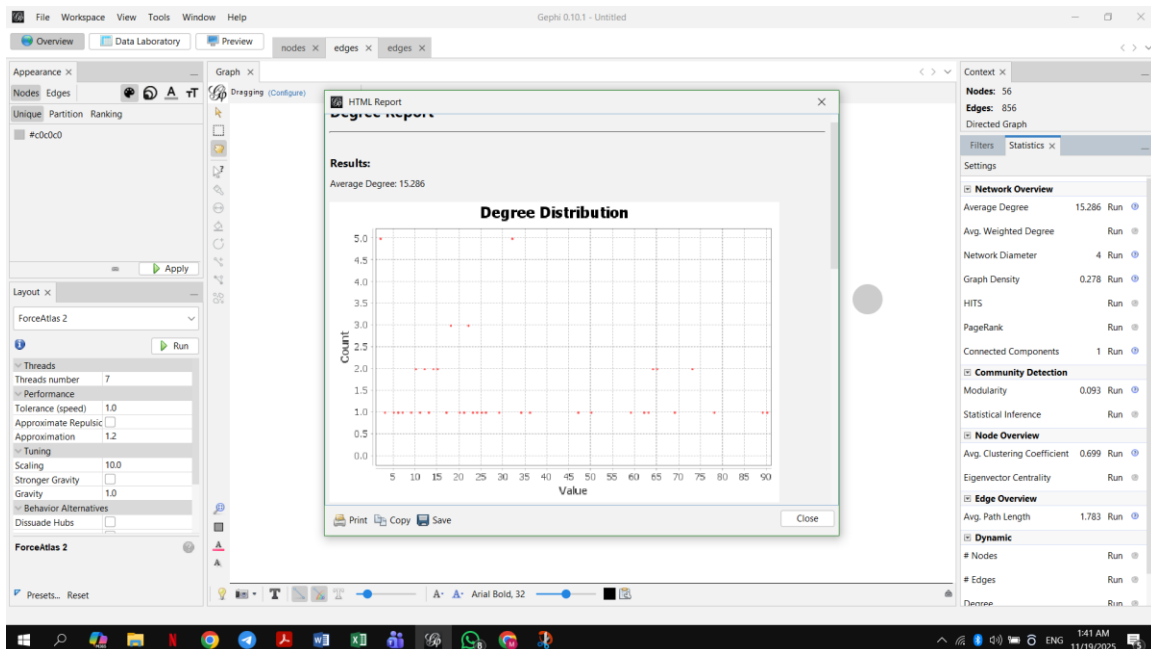 File Workspace View Tools Window Help
Gephi 0.10.1 - Untitled
Overview Data Laboratory Preview nodes × edges × edges ×
Appearance ×
Nodes Edges
Unique Partition Ranking
#c0c0c0
Apply
Layout ×
ForceAtlas 2
Run
Threads
Threads number 7
Performance
Tolerance (speed) 1.0
Approximate Repulsic
Approximation 1.2
Tuning
Scaling 10.0
Stronger Gravity
Gravity 1.0
Behavior Alternatives
Dissuade Hubs
ForceAtlas 2
Presets... Reset
Graph ×
Dragging (Configure)
HTML Report
Degree Report
Results:
Average Degree: 15.286
Degree Distribution
Count
5.0
4.5
4.0
3.5
3.0
2.5
2.0
1.5
1.0
0.5
0.0
5 10 15 20 25 30 35 40 45 50 55 60 65 70 75 80 85 90
Value
Print Copy Save Close
Arial Bold, 32
Context ×
Nodes: 56
Edges: 856
Directed Graph
Filters Statistics ×
Settings
Network Overview
Average Degree 15.286 Run
Avg. Weighted Degree Run
Network Diameter 4 Run
Graph Density 0.278 Run
HITS Run
PageRank Run
Connected Components 1 Run
Community Detection
Modularity 0.093 Run
Statistical Inference Run
Node Overview
Avg. Clustering Coefficient 0.699 Run
Eigenvector Centrality Run
Edge Overview
Avg. Path Length 1.783 Run
Dynamic
# Nodes Run
# Edges Run
Degree Run
ENG
1:41 AM
11/19/2025